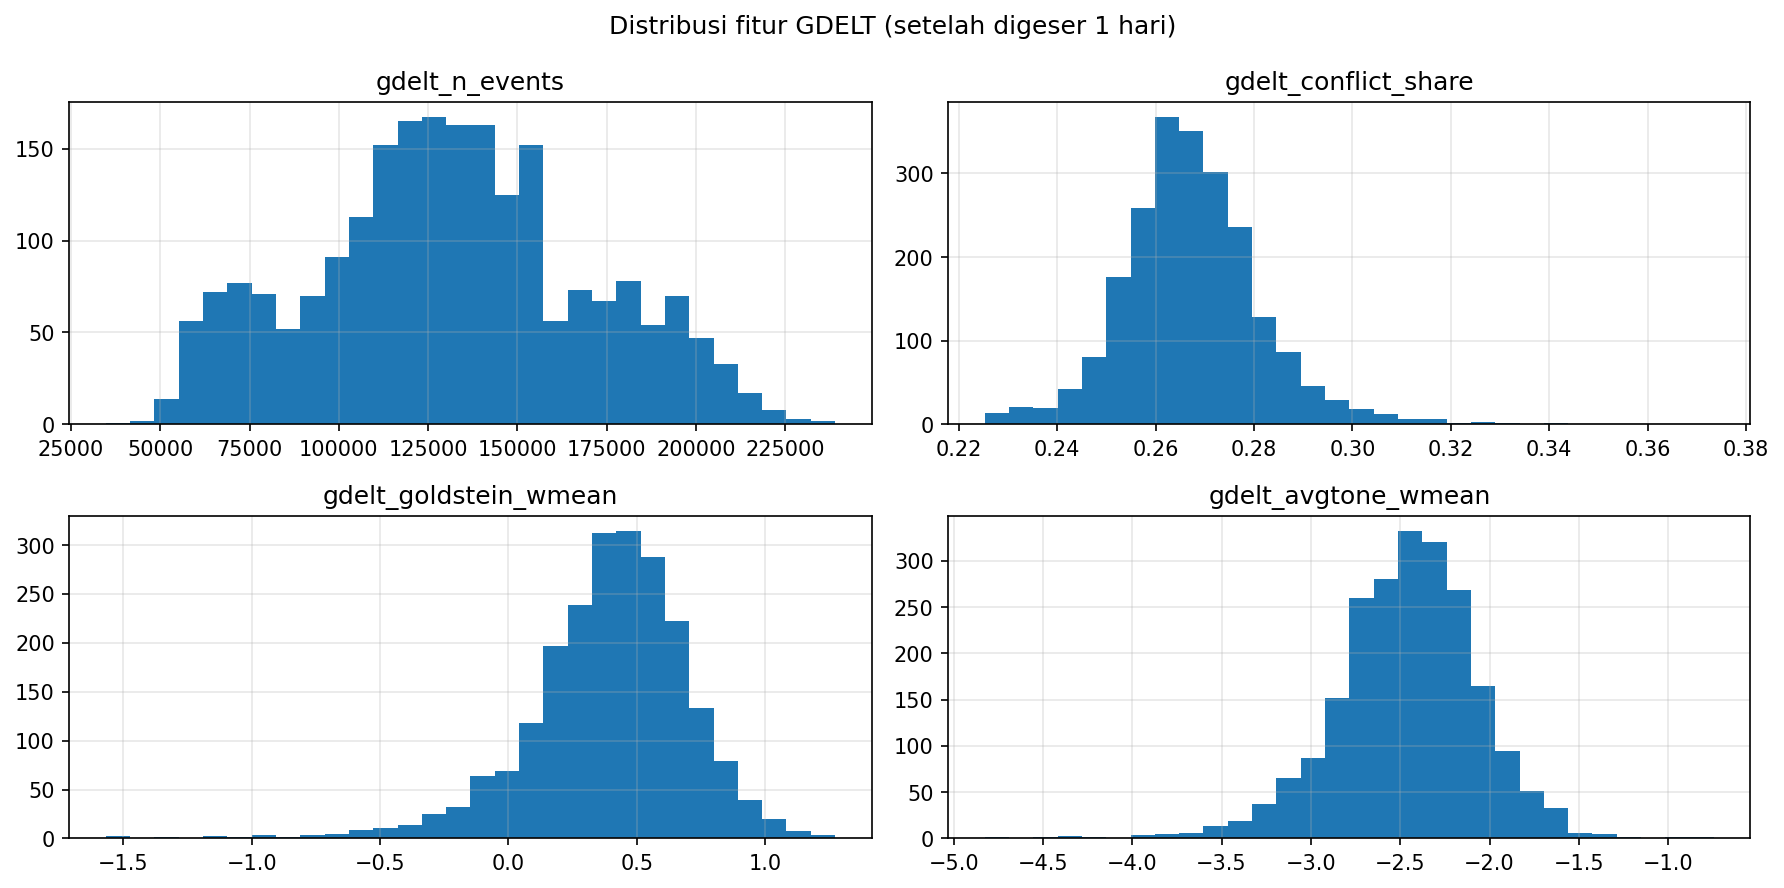 Distribusi fitur GDELT (setelah digeser 1 hari)
gdelt_n_events
150
100
50
0
25000 50000 75000 100000 125000 150000 175000 200000 225000
gdelt_conflict_share
300
200
100
0
0.22 0.24 0.26 0.28 0.30 0.32 0.34 0.36 0.38
gdelt_goldstein_wmean
300
250
200
150
100
50
0
−1.5 −1.0 −0.5 0.0 0.5 1.0
gdelt_avgtone_wmean
300
250
200
150
100
50
0
−5.0 −4.5 −4.0 −3.5 −3.0 −2.5 −2.0 −1.5 −1.0